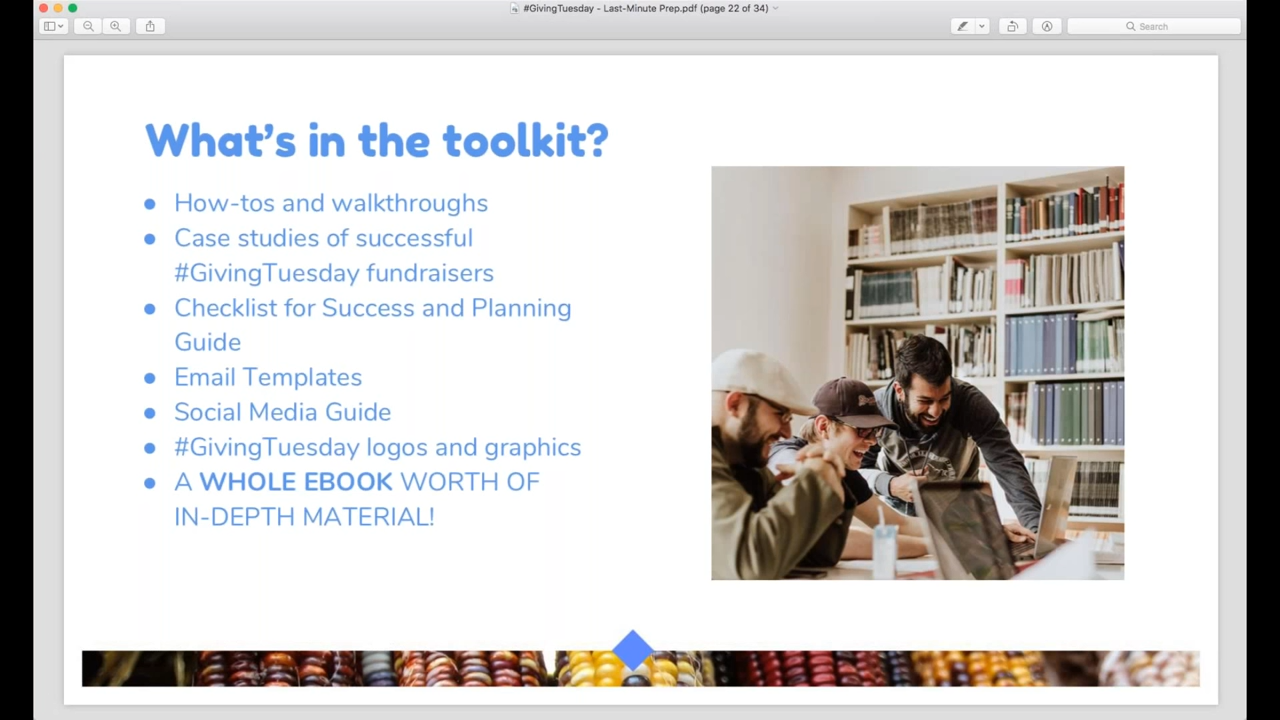 #GivingTuesday - Last-Minute Prep.pdf (page 22 of 34)
Search
What's in the toolkit?
● How-tos and walkthroughs
● Case studies of successful
#GivingTuesday fundraisers
● Checklist for Success and Planning
Guide
● Email Templates
● Social Media Guide
● #GivingTuesday logos and graphics
● A WHOLE EBOOK WORTH OF
IN-DEPTH MATERIAL!